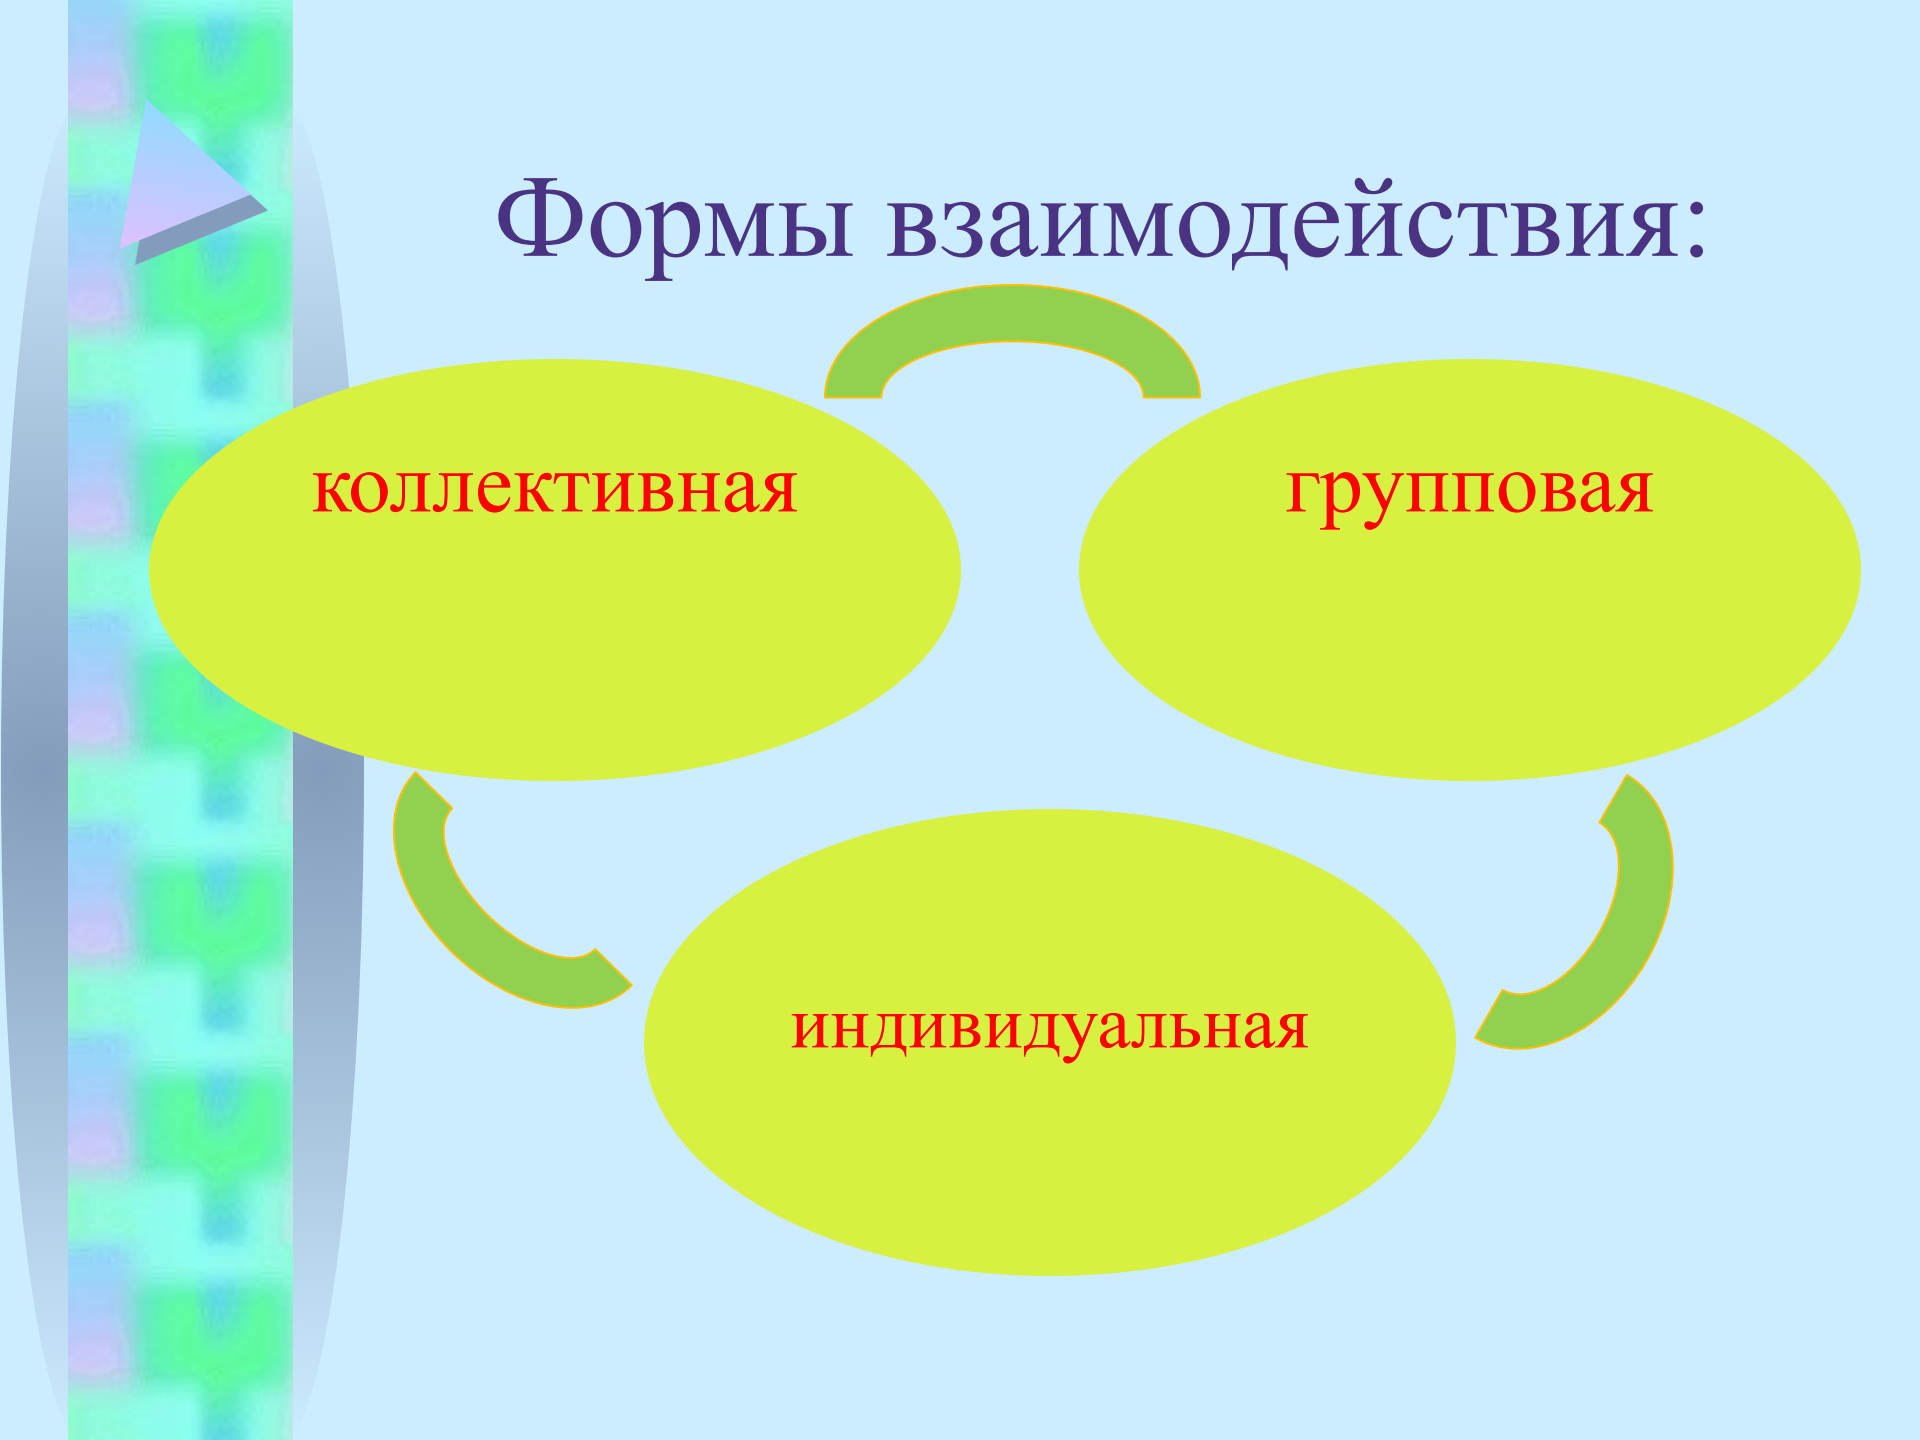 Формы взаимодействия:
коллективная
групповая
индивидуальная